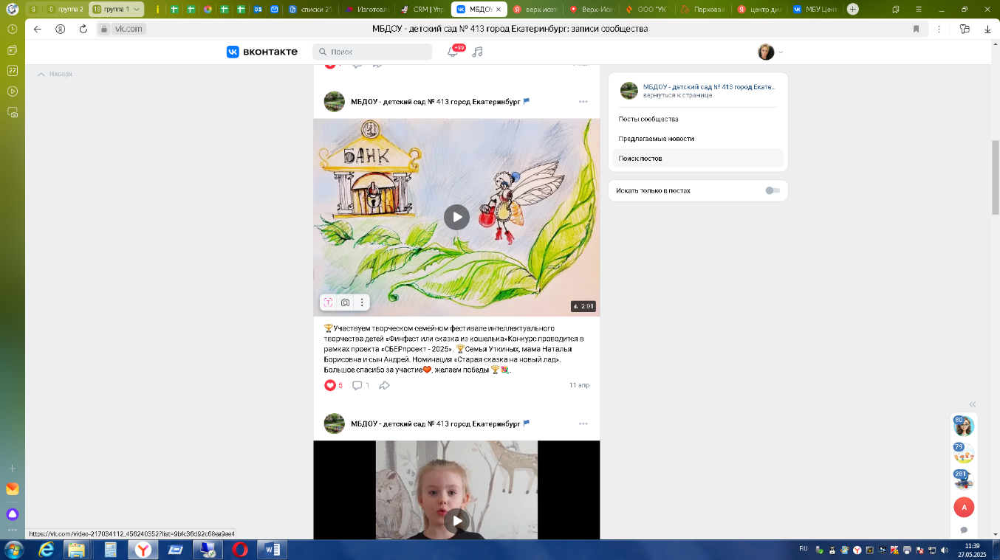 9
группа 2
18 группа 1
списки 21
Изготовле
CRM | Упр
МБДОУ
верх исет
Верх-Исе
ООО "УК
центр ди
МБУ Цент
vk.com
МБДОУ - детский сад № 413 город Екатеринбург: записи сообщества
27
вконтакте
Поиск
+99
Наверх
МБДОУ - детский сад № 413 город Екате...
вернуться к странице
Посты сообщества
Предлагаемые новости
Поиск постов
Искать только в постах
МБДОУ - детский сад № 413 город Екатеринбург
БАНК
2:01
🏆Участвуем творческом семейном фестивале интеллектуального
творчества детей «Финфест или сказка из кошелька»Конкурс проводится в
рамках проекта «СБЕРпроект - 2025». 🏆Семья Уткиных, мама Наталья
Борисовна и сын Андрей. Номинация «Старая сказка на новый лад».
Большое спасибо за участие❤️, желаем победы 🏆💐.
5
1
11 апр
МБДОУ - детский сад № 413 город Екатеринбург
80
79
281
А
https://vk.com/video-217034112_456240352?list=9bfc36d92c68ea9ee4
RU
11:39
27.05.2025